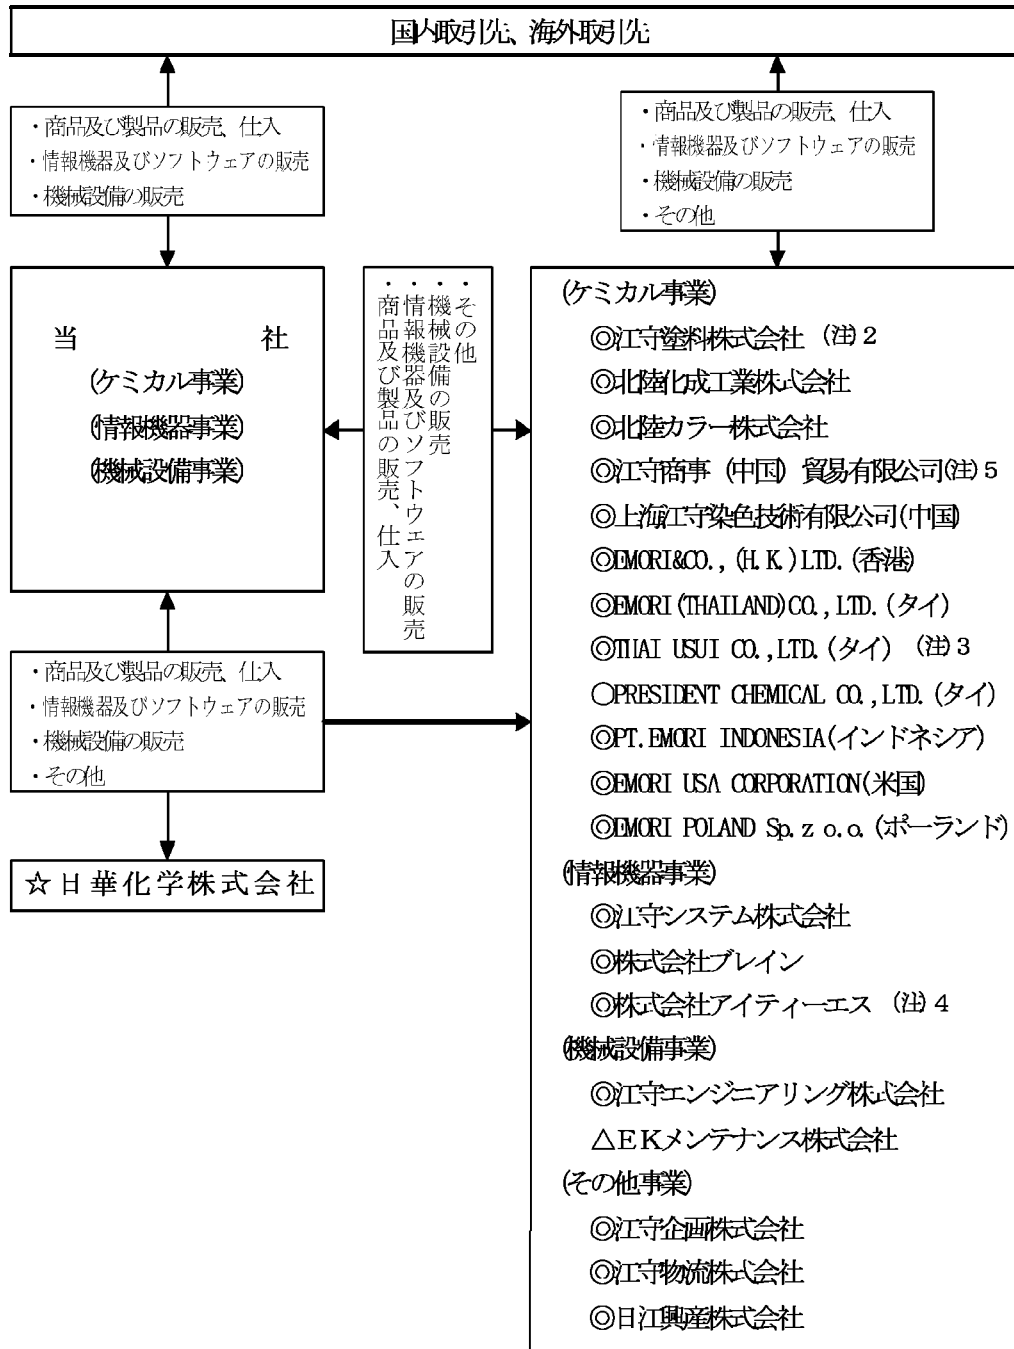 国内取引先、海外取引先
・商品及び製品の販売、仕入
・情報機器及びソフトウェアの販売
・機械設備の販売
・商品及び製品の販売、仕入
・情報機器及びソフトウェアの販売
・機械設備の販売
・その他
当　社
(ケミカル事業)
(情報機器事業)
(機械設備事業)
・その他
・機械設備の販売
・情報機器及びソフトウェアの販売
・商品及び製品の販売、仕入
・商品及び製品の販売、仕入
・情報機器及びソフトウェアの販売
・機械設備の販売
・その他
☆日華化学株式会社
(ケミカル事業)
◎江守塗料株式会社 (注)2
◎北陸化成工業株式会社
◎北陸カラー株式会社
◎江守商事（中国）貿易有限公司(注)5
◎上海江守染色技術有限公司(中国)
◎EMORI&CO.,(H.K.)LTD.(香港)
◎EMORI(THAILAND)CO.,LTD.(タイ)
◎THAI USUI CO.,LTD.(タイ) (注)3
○PRESIDENT CHEMICAL CO.,LTD.(タイ)
◎PT.EMORI INDONESIA(インドネシア)
◎EMORI USA CORPORATION(米国)
◎EMORI POLAND Sp.z o.o.(ポーランド)
(情報機器事業)
◎江守システム株式会社
◎株式会社ブレイン
◎株式会社アイティーエス (注)4
(機械設備事業)
◎江守エンジニアリング株式会社
△ＥＫメンテナンス株式会社
(その他事業)
◎江守企画株式会社
◎江守物流株式会社
◎日江興産株式会社